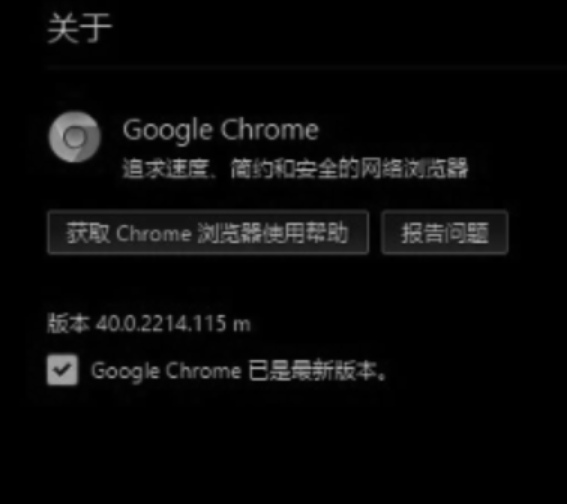 关于
Google Chrome
追求速度、简约和安全的网络浏览器
获取 Chrome 浏览器使用帮助 报告问题
版本 40.0.2214.115 m
Google Chrome 已是最新版本。